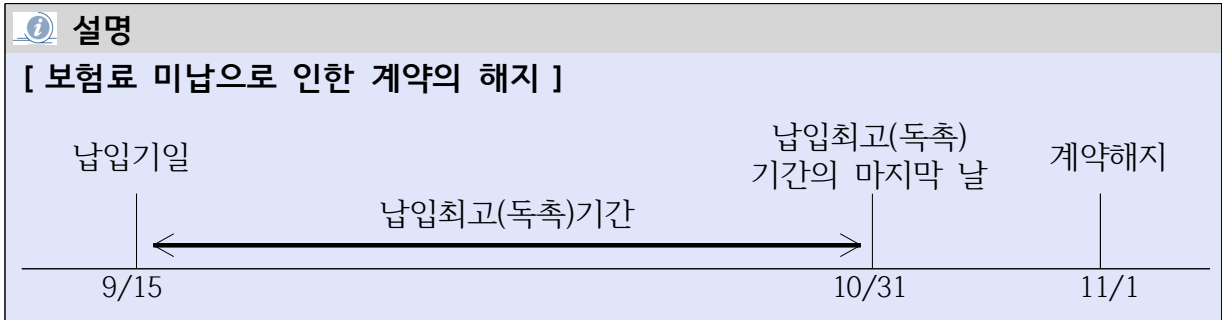 설명
[ 보험료 미납으로 인한 계약의 해지 ]
납입기일
납입최고(독촉)
기간의 마지막 날
계약해지
납입최고(독촉)기간
9/15
10/31
11/1